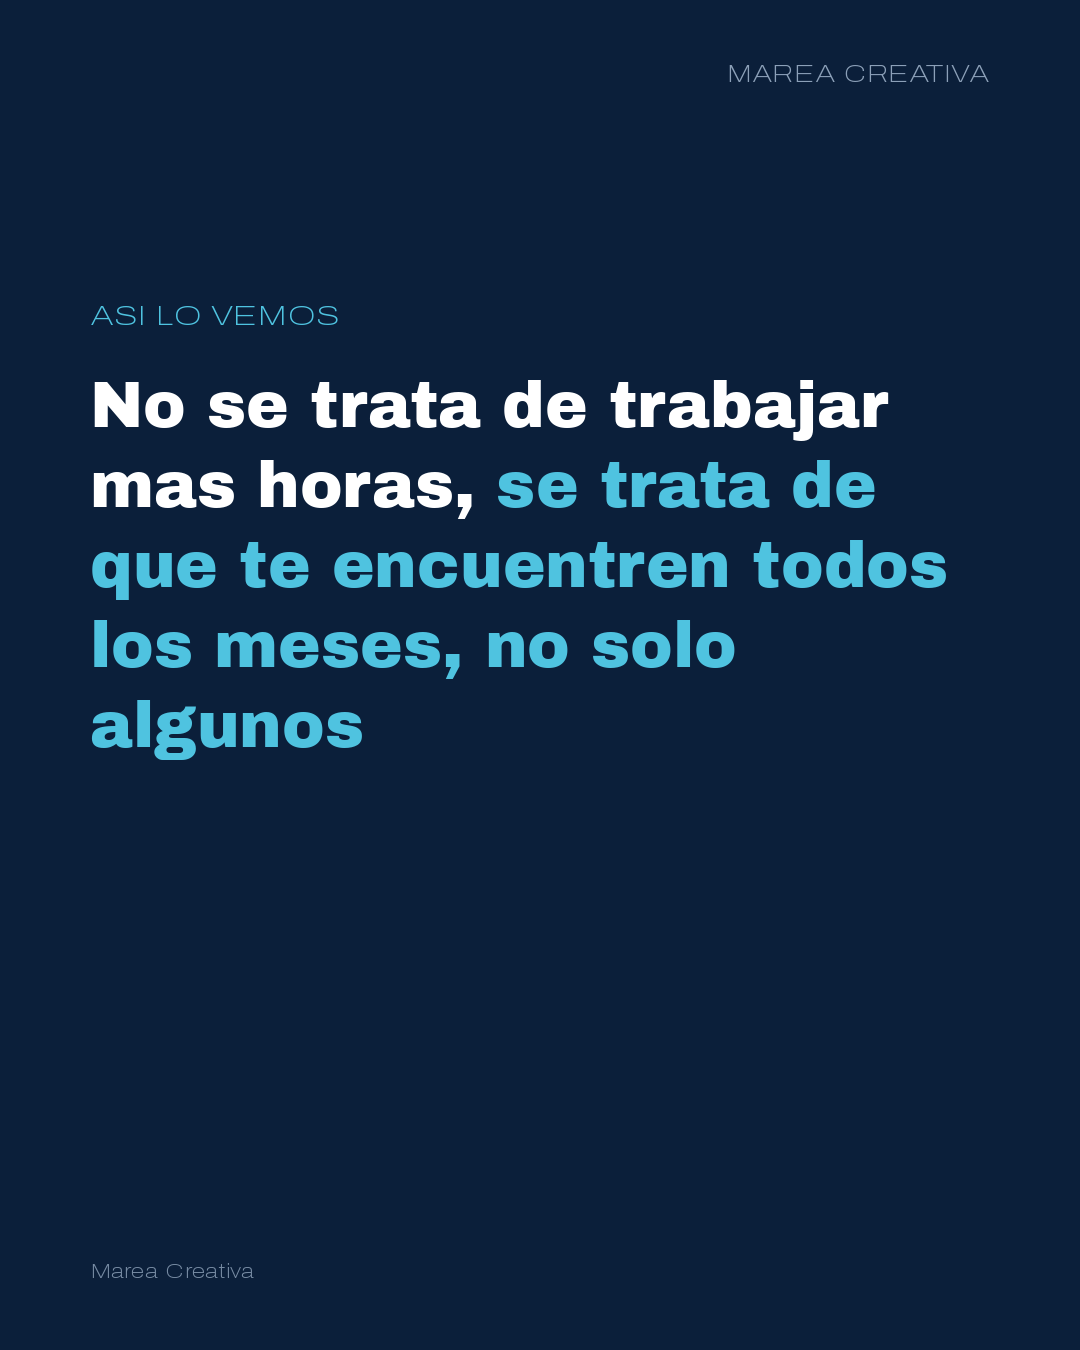 MAREA CREATIVA
ASI LO VEMOS
No se trata de trabajar
mas horas, se trata de
que te encuentren todos
los meses, no solo
algunos
Marea Creativa